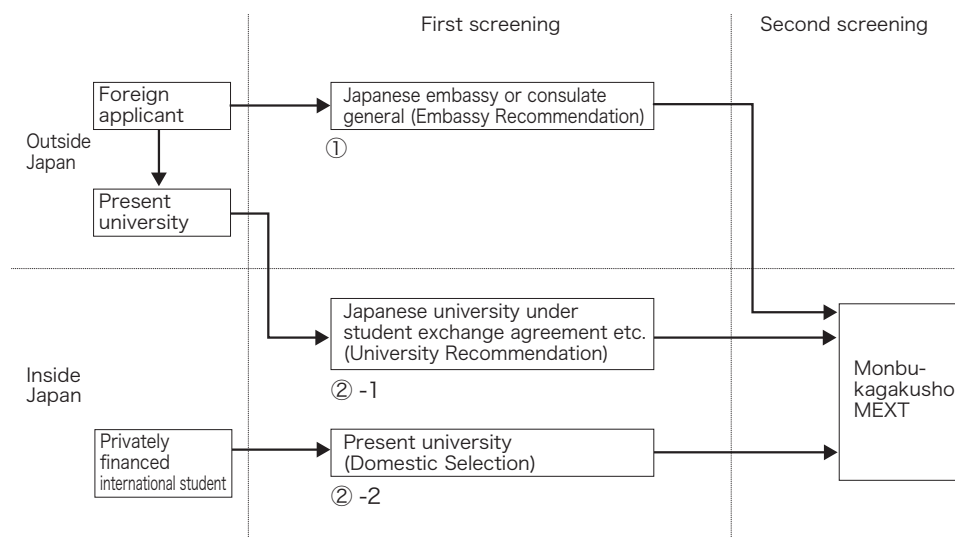 First screening
Second screening
Foreign
applicant
Japanese embassy or consulate
general (Embassy Recommendation)
①
Outside
Japan
Present
university
Japanese university under
student exchange agreement etc.
(University Recommendation)
② -1
Monbu-
kagakusho
MEXT
Inside
Japan
Privately
financed
international student
Present university
(Domestic Selection)
② -2